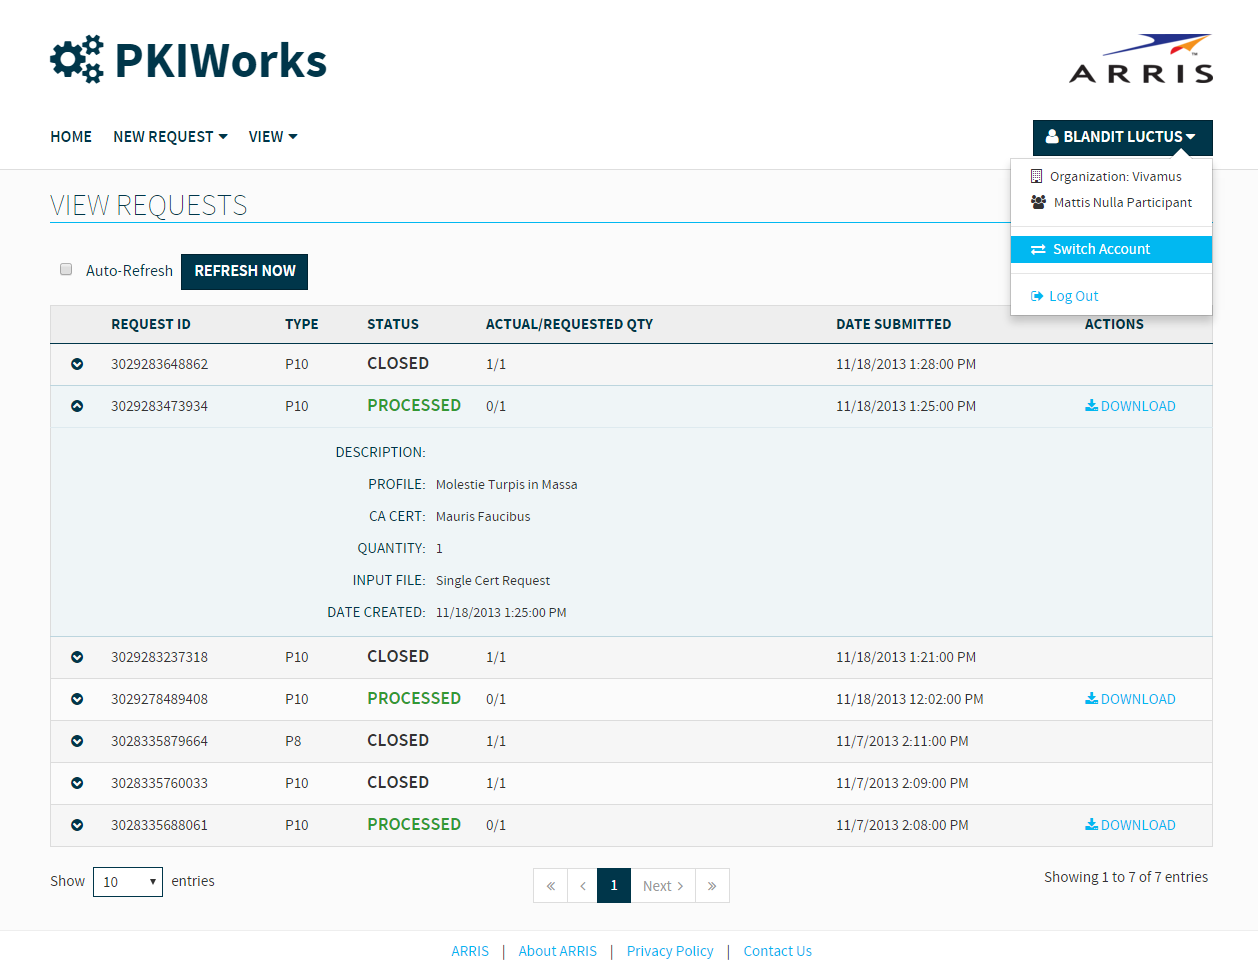 PKIWorks
ARRIS
HOME NEW REQUEST VIEW BLANDIT LUCTUS
Organization: Vivamus
Mattis Nulla Participant
Switch Account
Log Out
VIEW REQUESTS
Auto-Refresh REFRESH NOW
REQUEST ID TYPE STATUS ACTUAL/REQUESTED QTY DATE SUBMITTED ACTIONS
3029283648862 P10 CLOSED 1/1 11/18/2013 1:28:00 PM
3029283473934 P10 PROCESSED 0/1 11/18/2013 1:25:00 PM DOWNLOAD
DESCRIPTION:
PROFILE: Molestie Turpis in Massa
CA CERT: Mauris Faucibus
QUANTITY: 1
INPUT FILE: Single Cert Request
DATE CREATED: 11/18/2013 1:25:00 PM
3029283237318 P10 CLOSED 1/1 11/18/2013 1:21:00 PM
3029278489408 P10 PROCESSED 0/1 11/18/2013 12:02:00 PM DOWNLOAD
3028335879664 P8 CLOSED 1/1 11/7/2013 2:11:00 PM
3028335760033 P10 CLOSED 1/1 11/7/2013 2:09:00 PM
3028335688061 P10 PROCESSED 0/1 11/7/2013 2:08:00 PM DOWNLOAD
Show 10 entries « ‹ 1 Next › » Showing 1 to 7 of 7 entries
ARRIS | About ARRIS | Privacy Policy | Contact Us